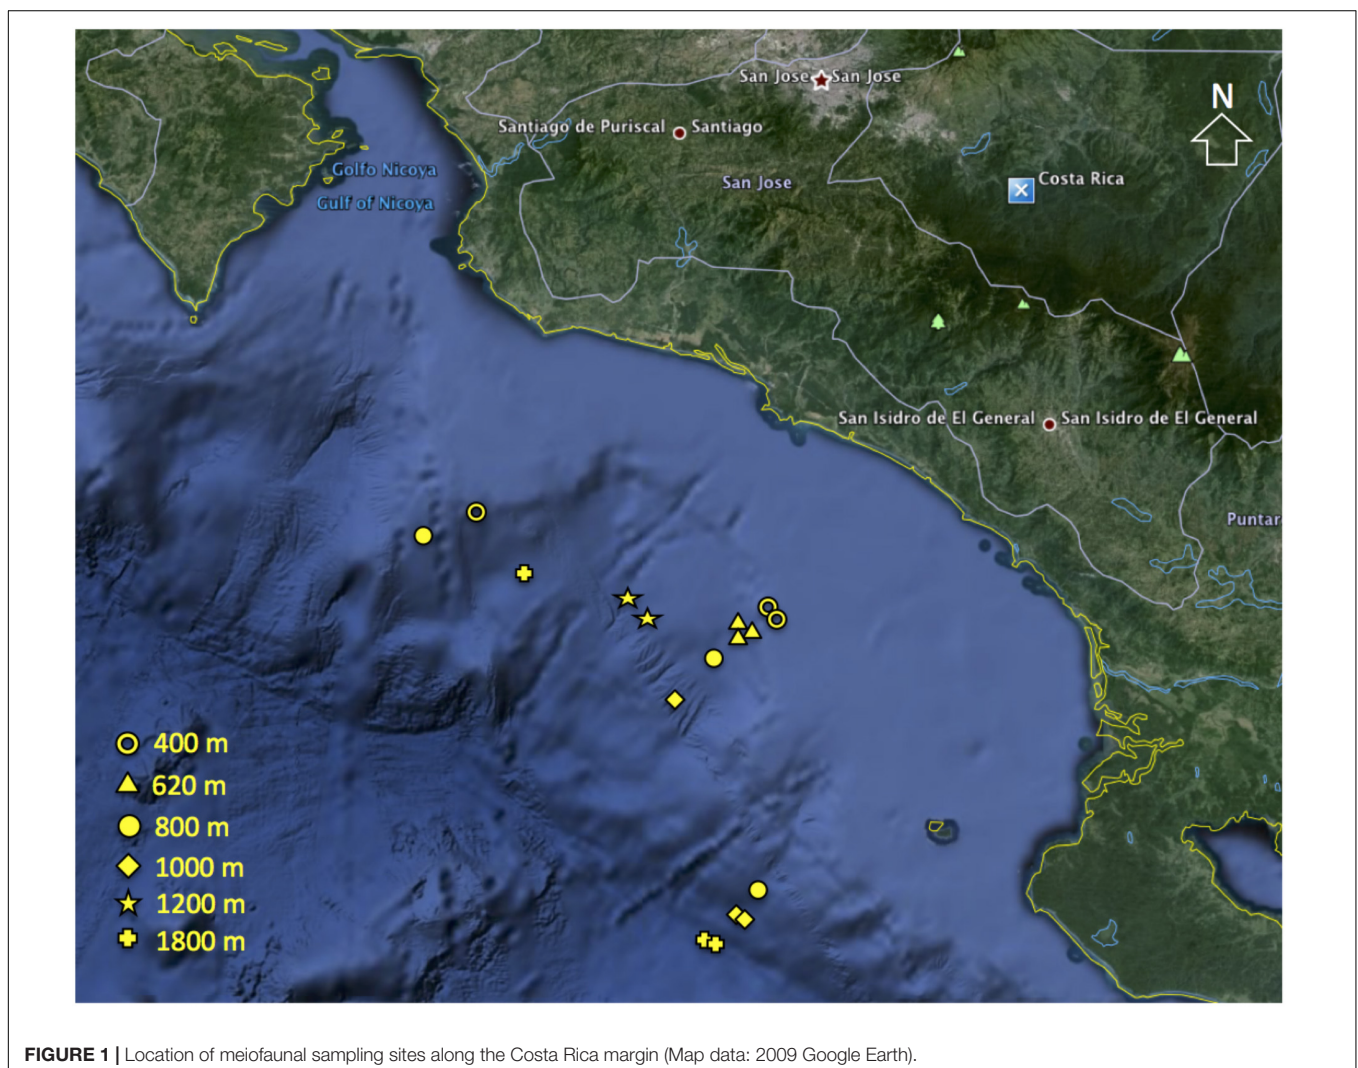 San Jose San Jose
N
Santiago de Puriscal Santiago
Golfo Nicoya
Gulf of Nicoya
San Jose
Costa Rica
San Isidro de El General San Isidro de El General
Puntar
400 m
620 m
800 m
1000 m
1200 m
1800 m
FIGURE 1 | Location of meiofaunal sampling sites along the Costa Rica margin (Map data: 2009 Google Earth).